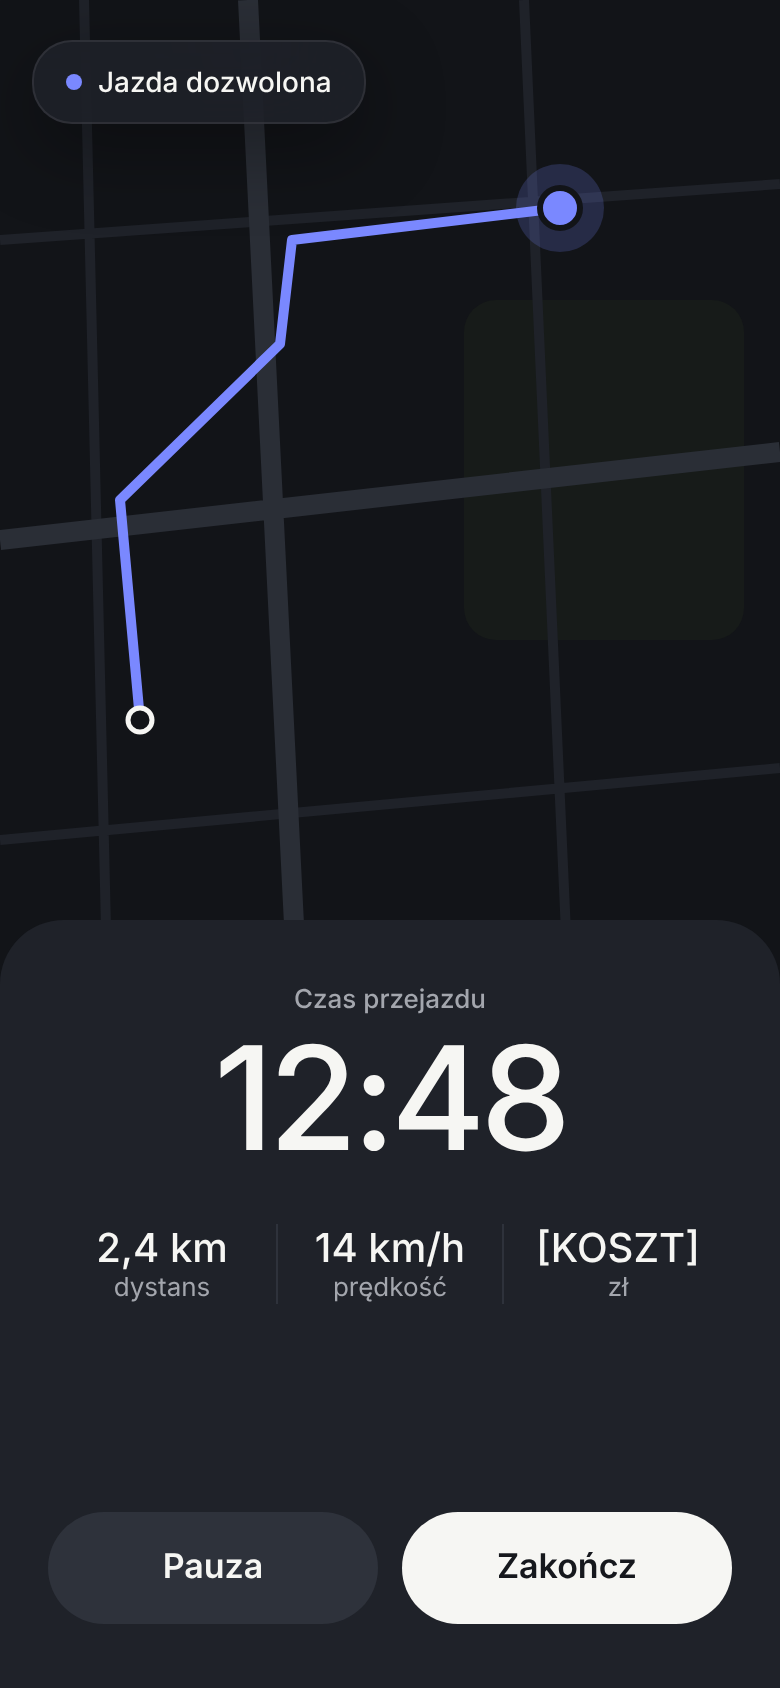 Jazda dozwolona
Czas przejazdu
12:48
2,4 km
dystans
14 km/h
prędkość
[KOSZT]
zł
Pauza
Zakończ